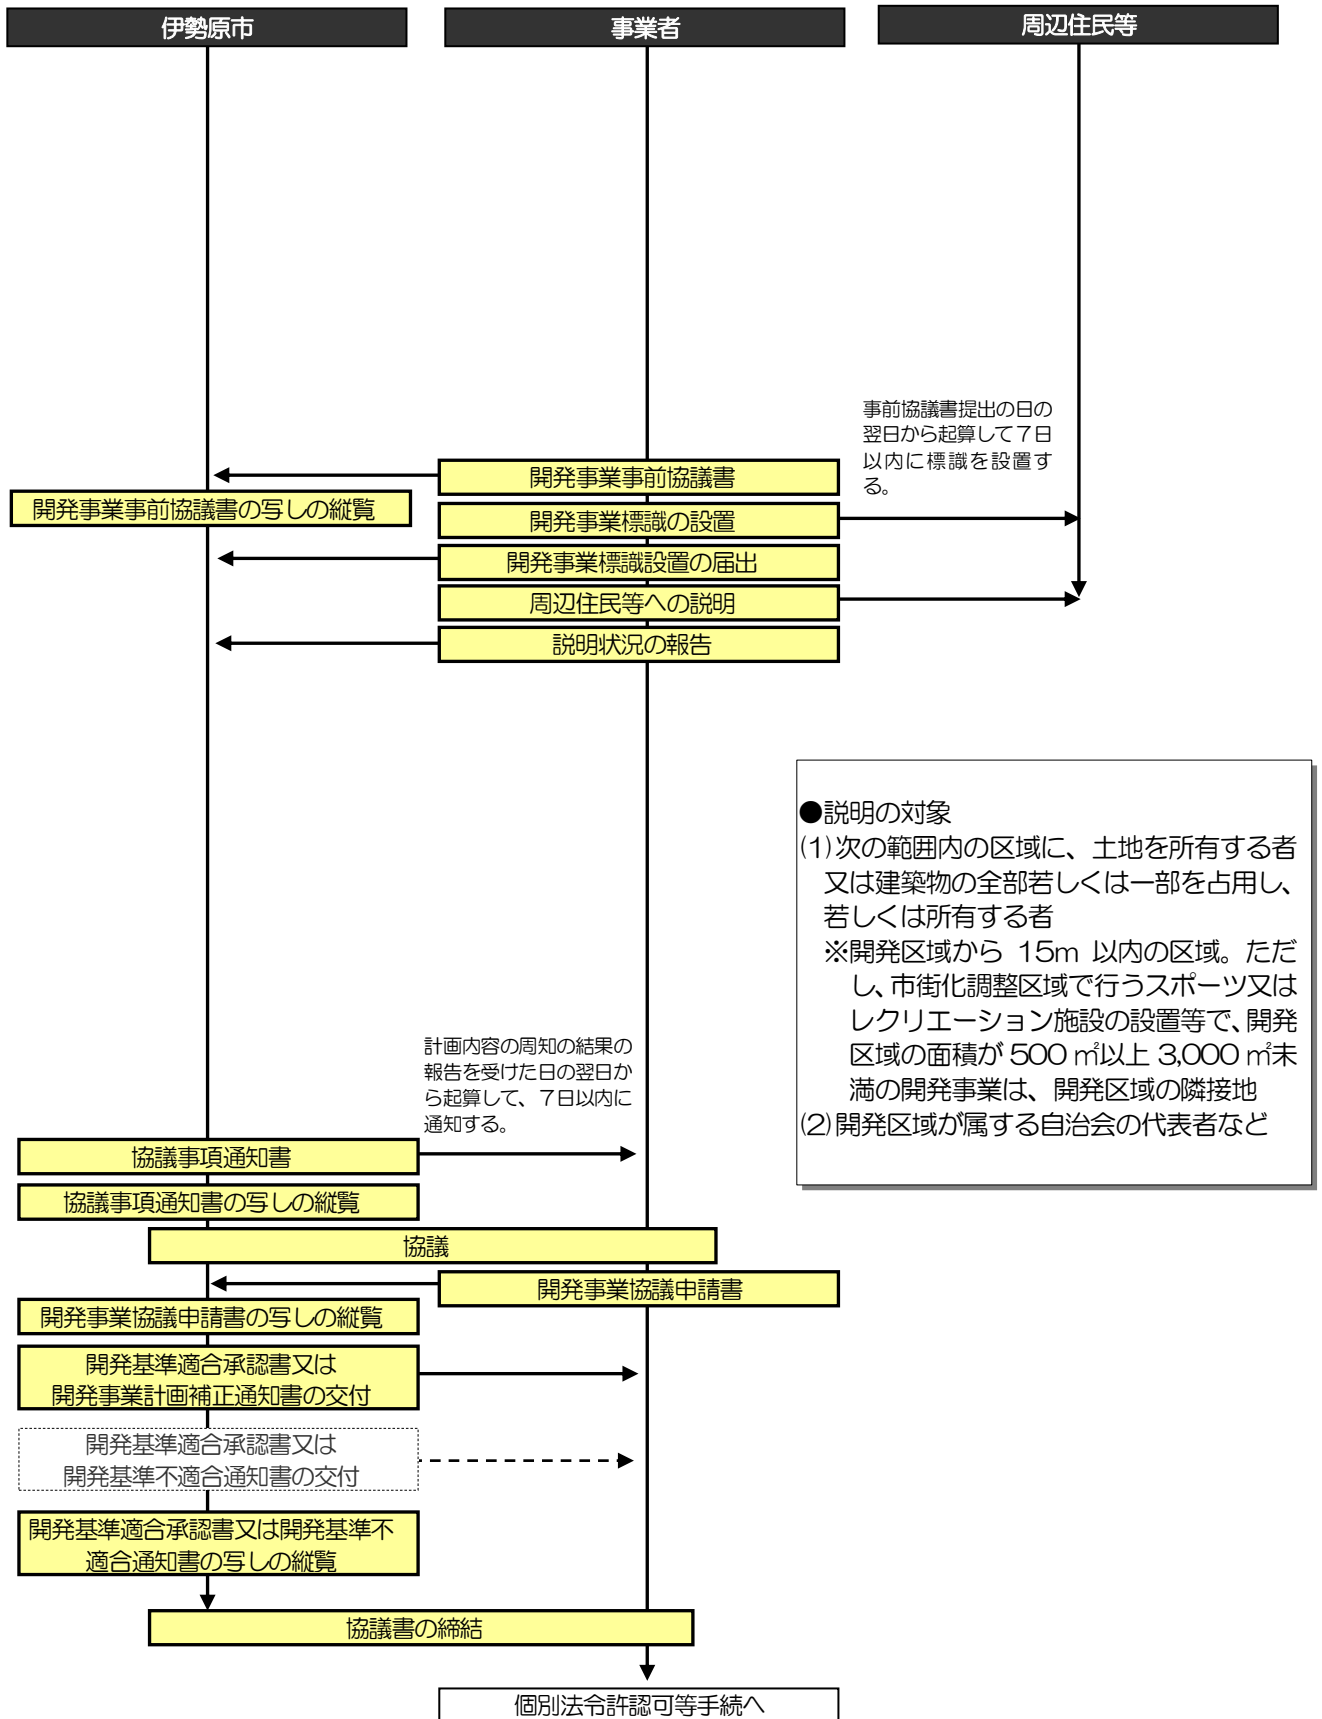 伊勢原市
事業者
周辺住民等
事前協議書提出の日の
翌日から起算して７日
以内に標識を設置す
る。
開発事業事前協議書
開発事業事前協議書の写しの縦覧
開発事業標識の設置
開発事業標識設置の届出
周辺住民等への説明
説明状況の報告
●説明の対象
(1)次の範囲内の区域に、土地を所有する者
又は建築物の全部若しくは一部を占用し、
若しくは所有する者
※開発区域から 15m 以内の区域。ただ
し、市街化調整区域で行うスポーツ又は
レクリエーション施設の設置等で、開発
区域の面積が 500 ㎡以上 3,000 ㎡未
満の開発事業は、開発区域の隣接地
(2)開発区域が属する自治会の代表者など
計画内容の周知の結果の
報告を受けた日の翌日か
ら起算して、７日以内に
通知する。
協議事項通知書
協議事項通知書の写しの縦覧
協議
開発事業協議申請書
開発事業協議申請書の写しの縦覧
開発基準適合承認書又は
開発事業計画補正通知書の交付
開発基準適合承認書又は
開発基準不適合通知書の交付
開発基準適合承認書又は開発基準不
適合通知書の写しの縦覧
協議書の締結
個別法令許認可等手続へ